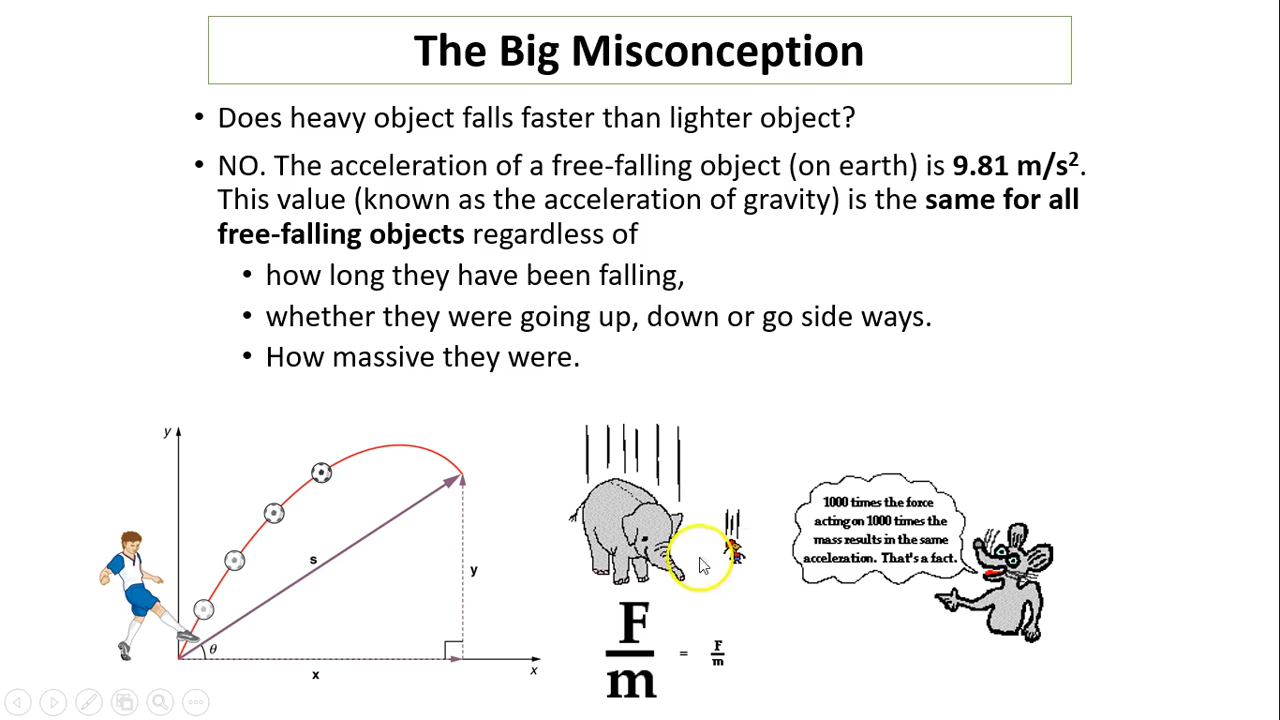 The Big Misconception
• Does heavy object falls faster than lighter object?
• NO. The acceleration of a free-falling object (on earth) is 9.81 m/s².
This value (known as the acceleration of gravity) is the same for all
free-falling objects regardless of
• how long they have been falling,
• whether they were going up, down or go side ways.
• How massive they were.
y
s
y
θ
x
x
F
m
=
F
m
1000 times the force
acting on 1000 times the
mass results in the same
acceleration. That's a fact.